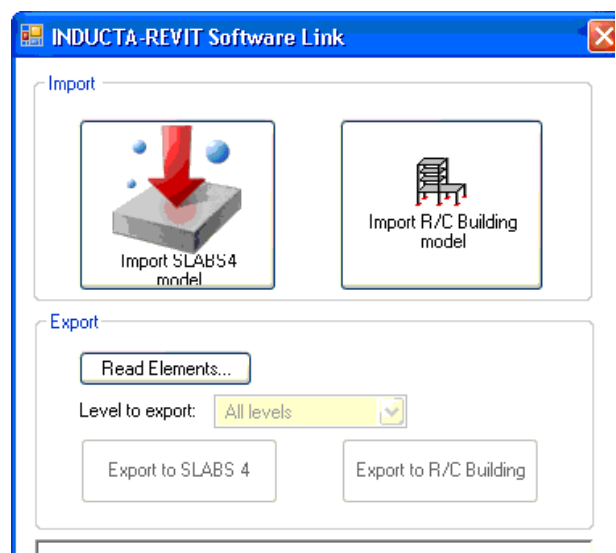 INDUCTA-REVIT Software Link
Import
Import SLABS4
model
Import R/C Building
model
Export
Read Elements...
Level to export:
All levels
Export to SLABS 4
Export to R/C Building